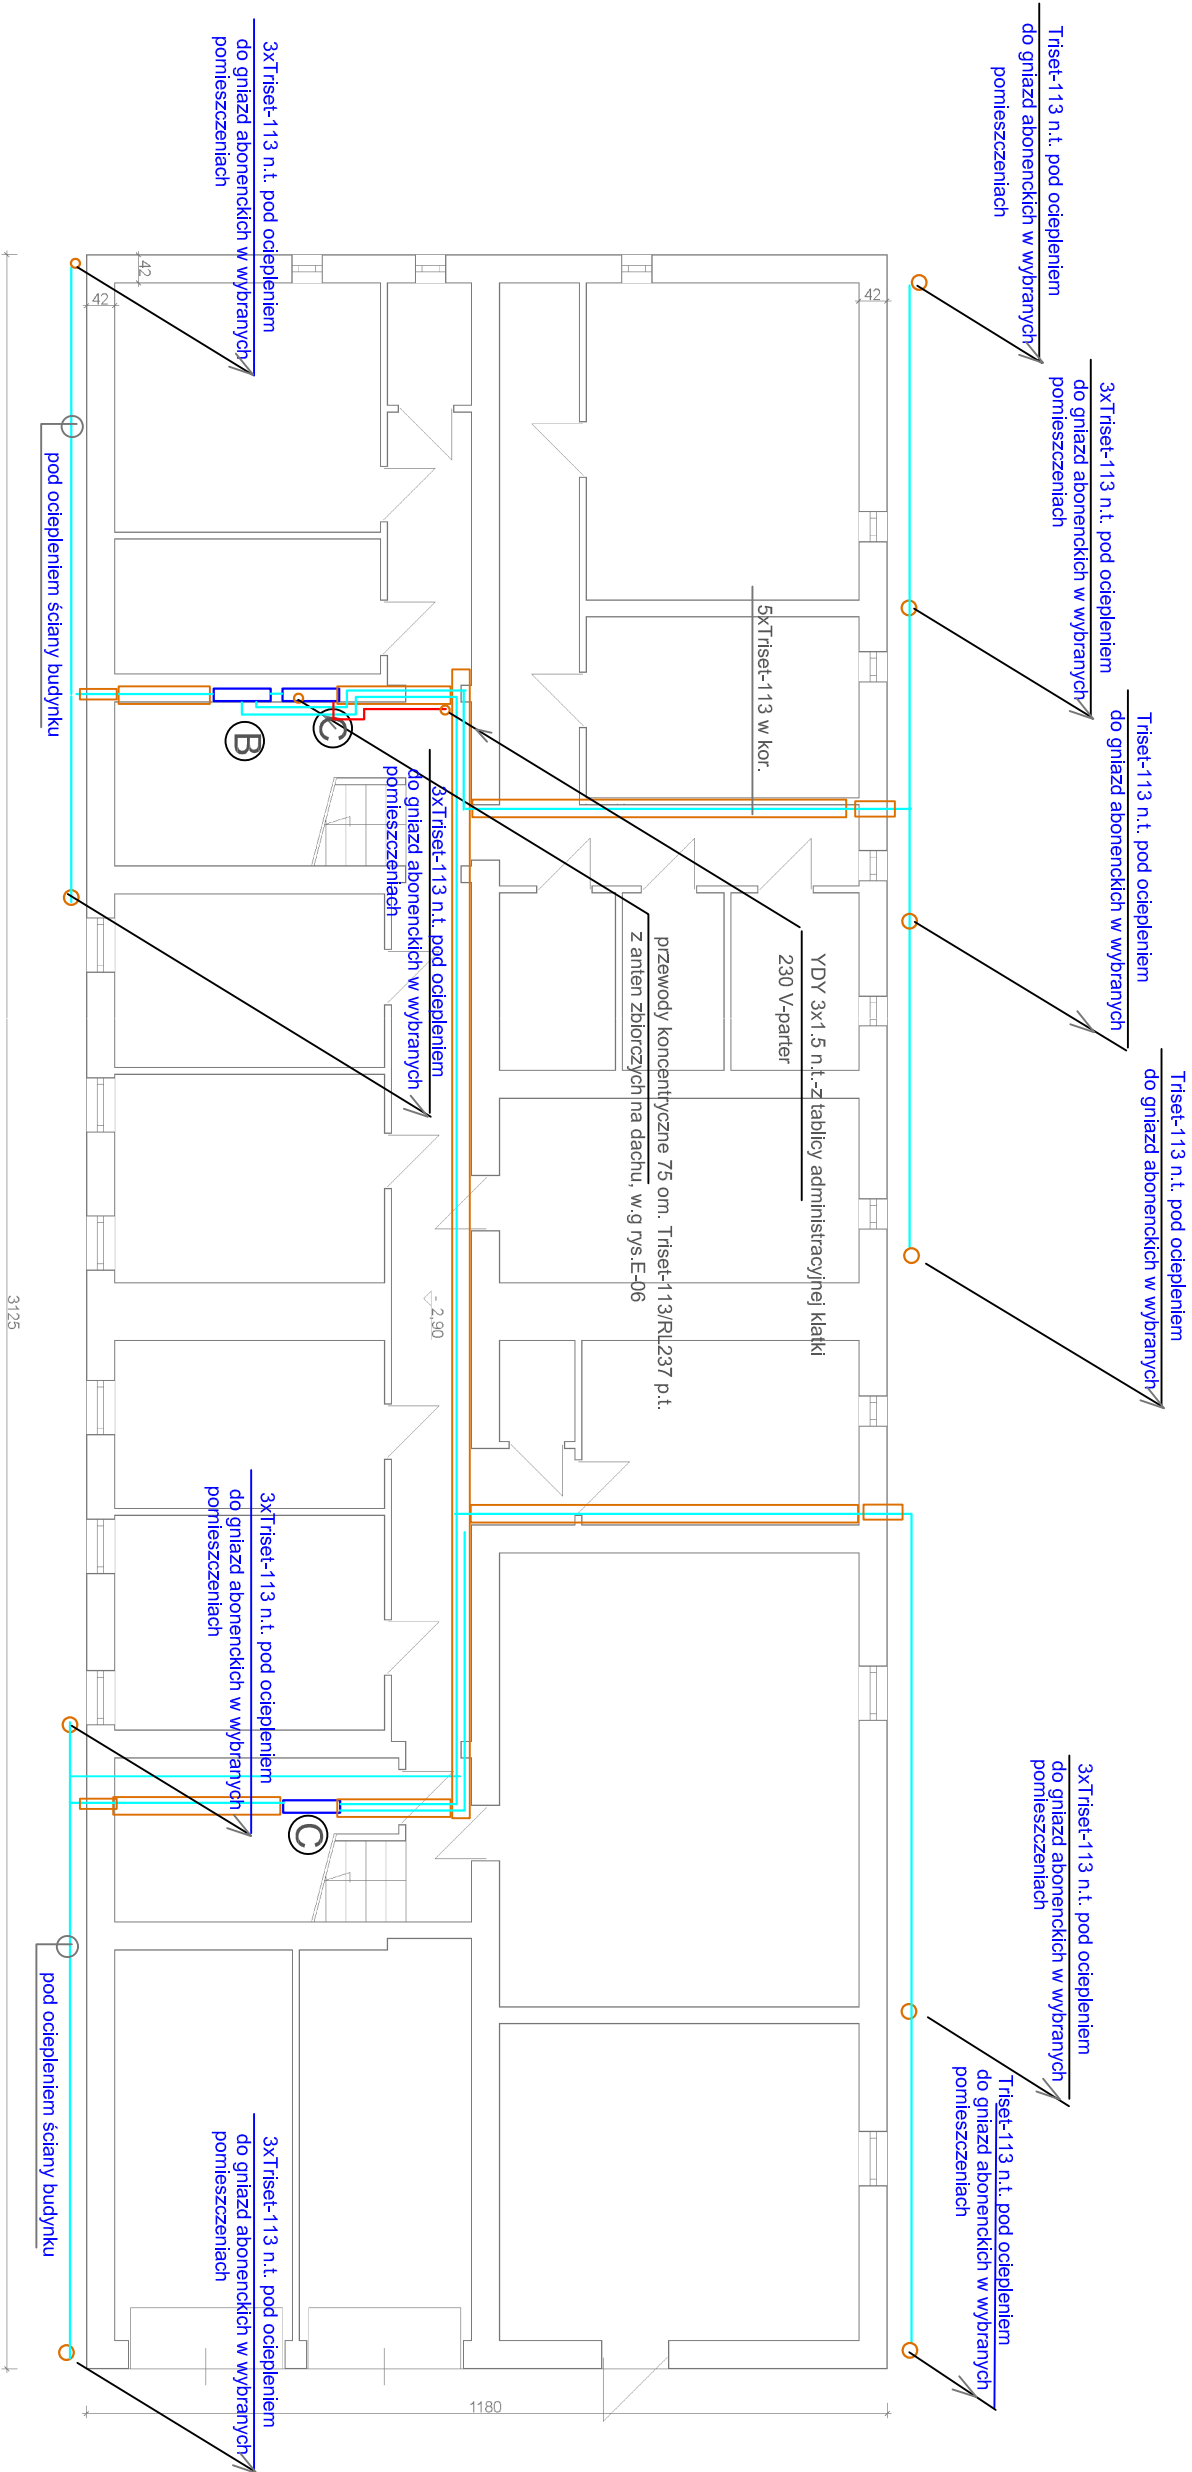 Triset-113 n.t. pod ociepleniem
do gniazd abonenckich w wybranych
pomieszczeniach
3xTriset-113 n.t. pod ociepleniem
do gniazd abonenckich w wybranych
pomieszczeniach
Triset-113 n.t. pod ociepleniem
do gniazd abonenckich w wybranych
Triset-113 n.t. pod ociepleniem
do gniazd abonenckich w wybranych
3xTriset-113 n.t. pod ociepleniem
do gniazd abonenckich w wybranych
pomieszczeniach
Triset-113 n.t. pod ociepleniem
do gniazd abonenckich w wybranych
pomieszczeniach
3xTriset-113 n.t. pod ociepleniem
do gniazd abonenckich w wybranych
pomieszczeniach
42
42
42
5xTriset-113 w kor.
YDY 3x1.5 n.t.-z tablicy administracyjnej klatki
230 V-parter
przewody koncentryczne 75 om. Triset-113/RL237 p.t.
z anten zbiorczych na dachu, w.g rys.E-06
3xTriset-113 n.t. pod ociepleniem
do gniazd abonenckich w wybranych
pomieszczeniach
B
C
pod ociepleniem ściany budynku
- 2,90
3125
3xTriset-113 n.t. pod ociepleniem
do gniazd abonenckich w wybranych
pomieszczeniach
C
pod ociepleniem ściany budynku
3xTriset-113 n.t. pod ociepleniem
do gniazd abonenckich w wybranych
pomieszczeniach
1180